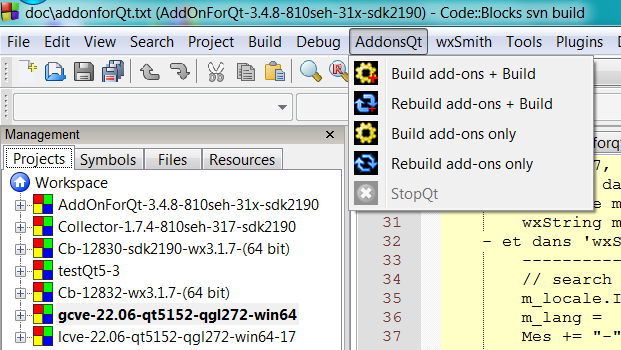 doc\addonforQt.txt (AddOnForQt-3.4.8-810seh-31x-sdk2190) - Code::Blocks svn build
File Edit View Search Project Build Debug AddonsQt wxSmith Tools Plugins
Build add-ons + Build
Rebuild add-ons + Build
Build add-ons only
Rebuild add-ons only
StopQt
Management
Projects Symbols Files Resources
Workspace
AddOnForQt-3.4.8-810seh-31x-sdk2190
Collector-1.7.4-810seh-317-sdk2190
Cb-12830-sdk2190-wx3.1.7-(64 bit)
testQt5-3
Cb-12832-wx3.1.7-(64 bit)
gcve-22.06-qt5152-qgl272-win64
lcve-22.06-qt5152-qgl272-win64-17
31 wxString m
32 - et dans 'wxS
33 ----------
34 // search
35 m_locale.I
36 m_lang =
37 Mes += "-"